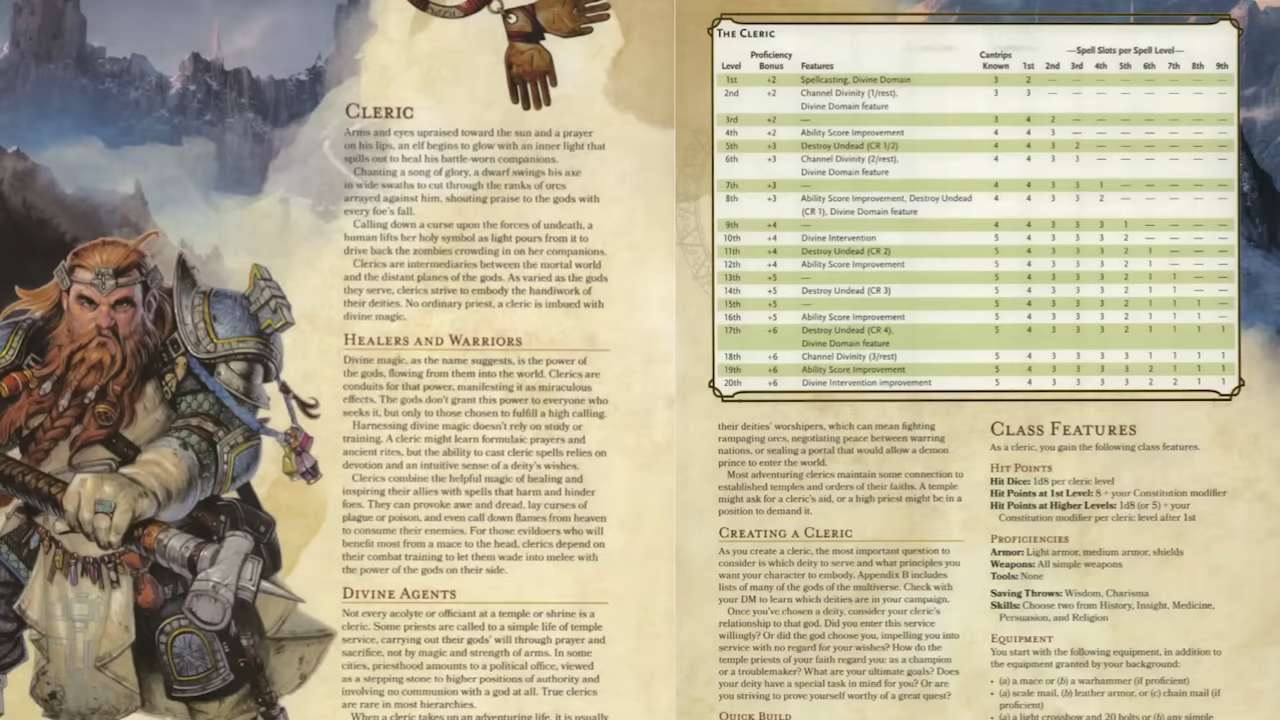 CLERIC
Arms and eyes upraised toward the sun and a prayer
on his lips, an elf begins to glow with an inner light that
spills out to heal his battle-worn companions.
Chanting a song of glory, a dwarf swings his axe
in wide swaths to cut through the ranks of orcs
arrayed against him, shouting praise to the gods with
every foe's fall.
Calling down a curse upon the forces of undeath, a
human lifts her holy symbol as light pours from it to
drive back the zombies crowding in on her companions.
Clerics are intermediaries between the mortal world
and the distant planes of the gods. As varied as the gods
they serve, clerics strive to embody the handiwork of
their deities. No ordinary priest, a cleric is imbued with
divine magic.
HEALERS AND WARRIORS
Divine magic, as the name suggests, is the power of
the gods, flowing from them into the world. Clerics are
conduits for that power, manifesting it as miraculous
effects. The gods don't grant this power to everyone who
seeks it, but only to those chosen to fulfill a high calling.
Harnessing divine magic doesn't rely on study or
training. A cleric might learn formulaic prayers and
ancient rites, but the ability to cast cleric spells relies on
devotion and an intuitive sense of a deity's wishes.
Clerics combine the helpful magic of healing and
inspiring their allies with spells that harm and hinder
foes. They can provoke awe and dread, lay curses of
plague or poison, and even call down flames from heaven
to consume their enemies. For those evildoers who will
benefit most from a mace to the head, clerics depend on
their combat training to let them wade into melee with
the power of the gods on their side.
DIVINE AGENTS
Not every acolyte or officiant at a temple or shrine is a
cleric. Some priests are called to a simple life of temple
service, carrying out their gods' will through prayer and
sacrifice, not by magic and strength of arms. In some
cities, priesthood amounts to a political office, viewed
as a stepping stone to higher positions of authority and
involving no communion with a god at all. True clerics
are rare in most hierarchies.
When a cleric takes up an adventuring life, it is usually
THE CLERIC
Proficiency Cantrips —Spell Slots per Spell Level—
Level Bonus Features Known 1st 2nd 3rd 4th 5th 6th 7th 8th 9th
1st +2 Spellcasting, Divine Domain 3 2 — — — — — — — —
2nd +2 Channel Divinity (1/rest), 3 3 — — — — — — — —
Divine Domain feature
3rd +2 — 3 4 2 — — — — — — —
4th +2 Ability Score Improvement 4 4 3 — — — — — — —
5th +3 Destroy Undead (CR 1/2) 4 4 3 2 — — — — — —
6th +3 Channel Divinity (2/rest), 4 4 3 3 — — — — — —
Divine Domain feature
7th +3 — 4 4 3 3 1 — — — — —
8th +3 Ability Score Improvement, Destroy Undead 4 4 3 3 2 — — — — —
(CR 1), Divine Domain feature
9th +4 — 4 4 3 3 3 1 — — — —
10th +4 Divine Intervention 5 4 3 3 3 2 — — — —
11th +4 Destroy Undead (CR 2) 5 4 3 3 3 2 1 — — —
12th +4 Ability Score Improvement 5 4 3 3 3 2 1 — — —
13th +5 — 5 4 3 3 3 2 1 1 — —
14th +5 Destroy Undead (CR 3) 5 4 3 3 3 2 1 1 — —
15th +5 — 5 4 3 3 3 2 1 1 1 —
16th +5 Ability Score Improvement 5 4 3 3 3 2 1 1 1 —
17th +6 Destroy Undead (CR 4), 5 4 3 3 3 2 1 1 1 1
Divine Domain feature
18th +6 Channel Divinity (3/rest) 5 4 3 3 3 3 1 1 1 1
19th +6 Ability Score Improvement 5 4 3 3 3 3 2 1 1 1
20th +6 Divine Intervention improvement 5 4 3 3 3 3 2 2 1 1
their deities' worshipers, which can mean fighting
rampaging orcs, negotiating peace between warring
nations, or sealing a portal that would allow a demon
prince to enter the world.
Most adventuring clerics maintain some connection to
established temples and orders of their faiths. A temple
might ask for a cleric's aid, or a high priest might be in a
position to demand it.
CREATING A CLERIC
As you create a cleric, the most important question to
consider is which deity to serve and what principles you
want your character to embody. Appendix B includes
lists of many of the gods of the multiverse. Check with
your DM to learn which deities are in your campaign.
Once you've chosen a deity, consider your cleric's
relationship to that god. Did you enter this service
willingly? Or did the god choose you, impelling you into
service with no regard for your wishes? How do the
temple priests of your faith regard you: as a champion
or a troublemaker? What are your ultimate goals? Does
your deity have a special task in mind for you? Or are
you striving to prove yourself worthy of a great quest?
QUICK BUILD
CLASS FEATURES
As a cleric, you gain the following class features.
HIT POINTS
Hit Dice: 1d8 per cleric level
Hit Points at 1st Level: 8 + your Constitution modifier
Hit Points at Higher Levels: 1d8 (or 5) + your
Constitution modifier per cleric level after 1st
PROFICIENCIES
Armor: Light armor, medium armor, shields
Weapons: All simple weapons
Tools: None
Saving Throws: Wisdom, Charisma
Skills: Choose two from History, Insight, Medicine,
Persuasion, and Religion
EQUIPMENT
You start with the following equipment, in addition to
the equipment granted by your background:
• (a) a mace or (b) a warhammer (if proficient)
• (a) scale mail, (b) leather armor, or (c) chain mail (if
proficient)
• (a) a light crossbow and 20 bolts or (b) any simple